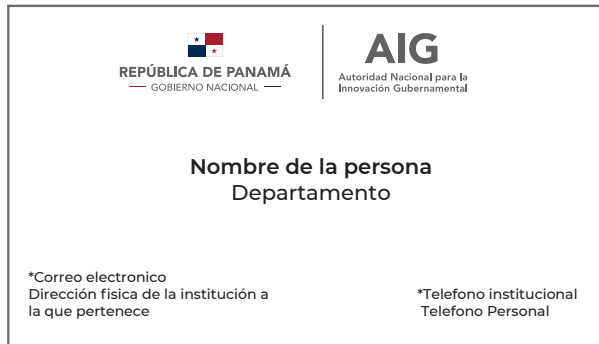 REPÚBLICA DE PANAMÁ
GOBIERNO NACIONAL
AIG
Autoridad Nacional para la
Innovación Gubernamental
Nombre de la persona
Departamento
*Correo electronico
Dirección fisica de la institución a
la que pertenece
*Telefono institucional
Telefono Personal